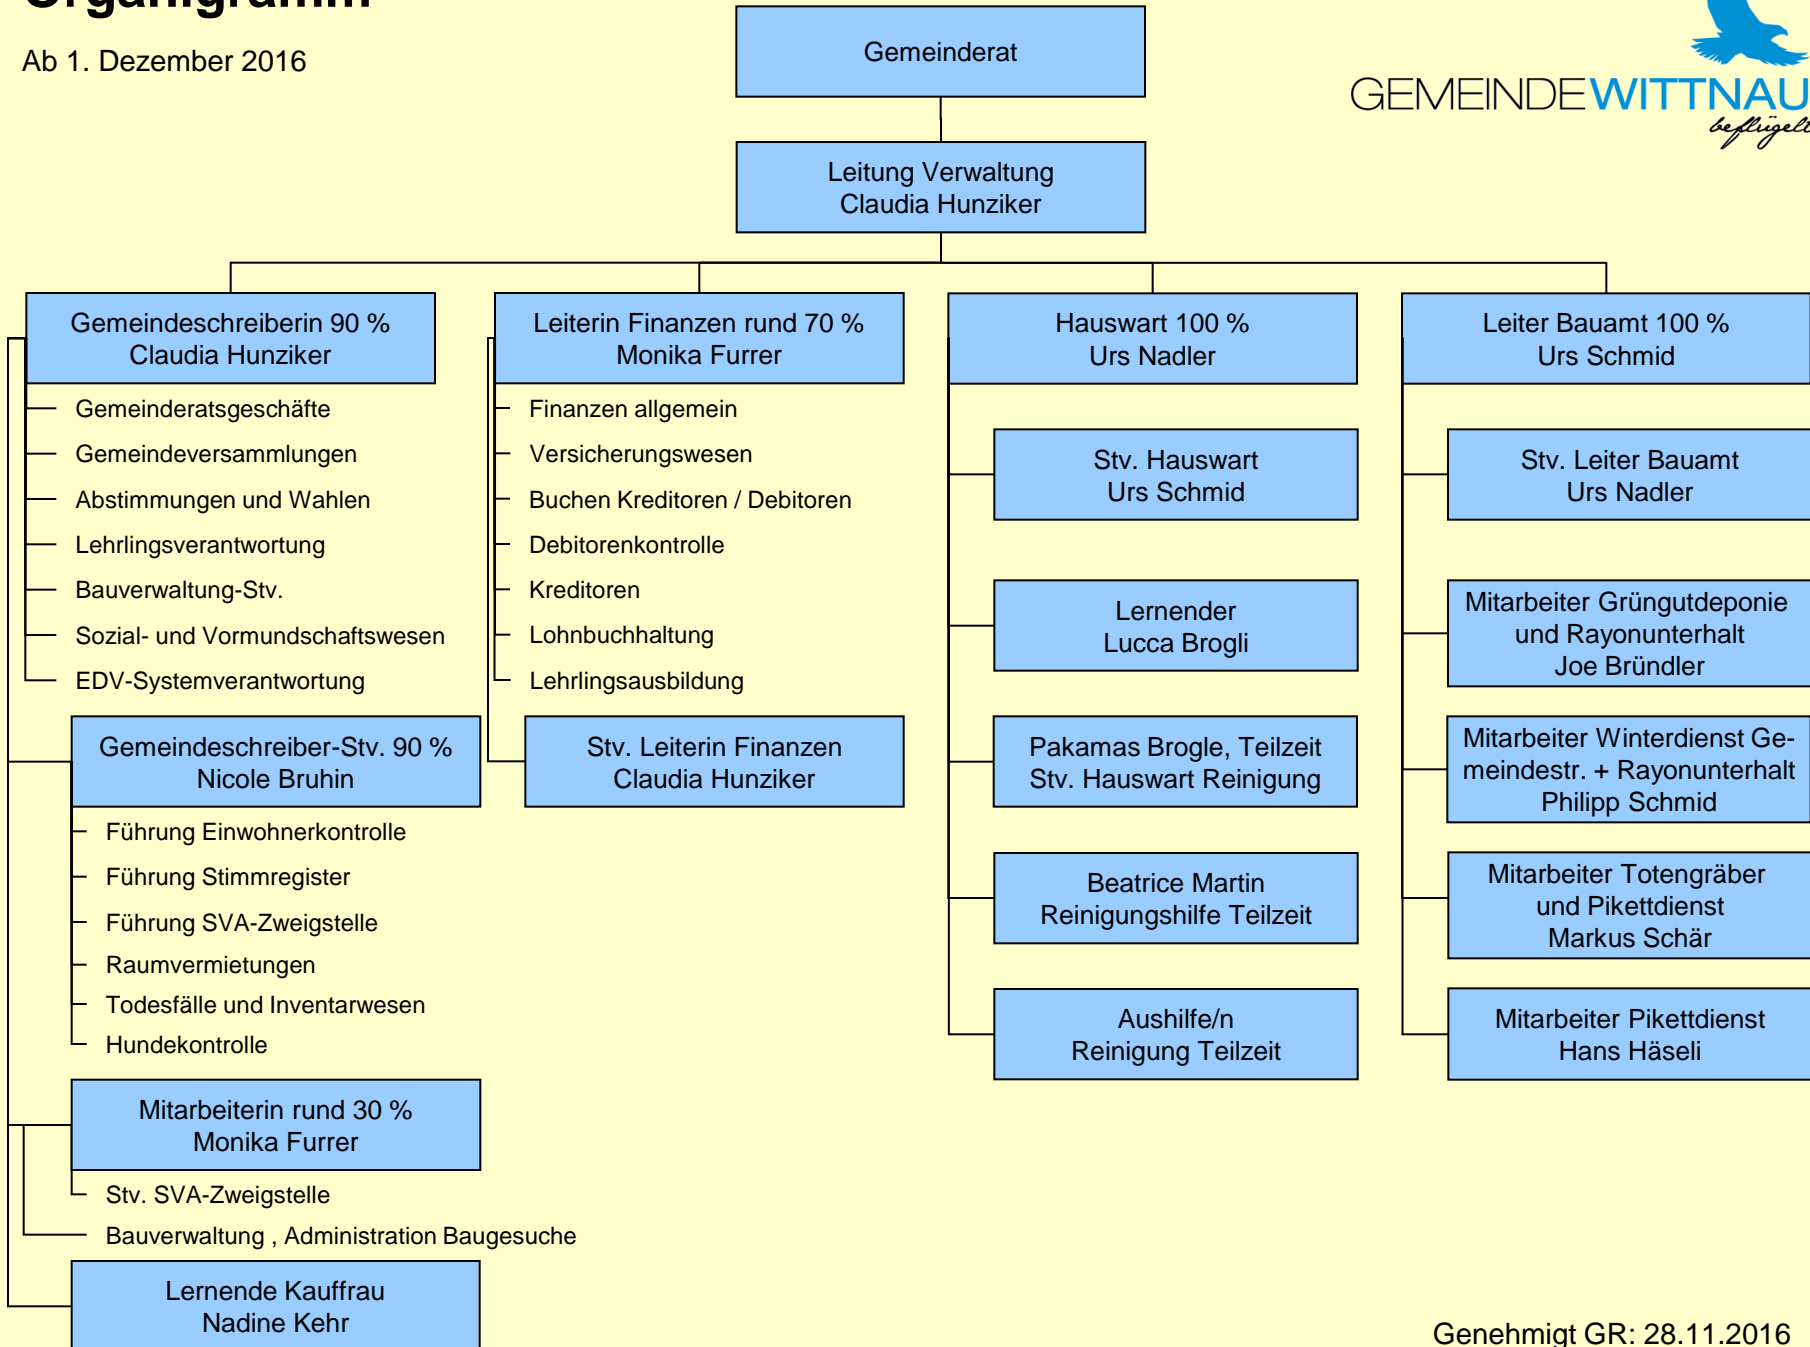 Organigramm
Ab 1. Dezember 2016
GEMEINDEWITTNAU
beflügelt
Gemeinderat
Leitung Verwaltung
Claudia Hunziker
Gemeindeschreiberin 90 %
Claudia Hunziker
Gemeinderatsgeschäfte
Gemeindeversammlungen
Abstimmungen und Wahlen
Lehrlingsverantwortung
Bauverwaltung-Stv.
Sozial- und Vormundschaftswesen
EDV-Systemverantwortung
Gemeindeschreiber-Stv. 90 %
Nicole Bruhin
Führung Einwohnerkontrolle
Führung Stimmregister
Führung SVA-Zweigstelle
Raumvermietungen
Todesfälle und Inventarwesen
Hundekontrolle
Mitarbeiterin rund 30 %
Monika Furrer
Stv. SVA-Zweigstelle
Bauverwaltung , Administration Baugesuche
Lernende Kauffrau
Nadine Kehr
Leiterin Finanzen rund 70 %
Monika Furrer
Finanzen allgemein
Versicherungswesen
Buchen Kreditoren / Debitoren
Debitorenkontrolle
Kreditoren
Lohnbuchhaltung
Lehrlingsausbildung
Stv. Leiterin Finanzen
Claudia Hunziker
Hauswart 100 %
Urs Nadler
Stv. Hauswart
Urs Schmid
Lernender
Lucca Brogli
Pakamas Brogle, Teilzeit
Stv. Hauswart Reinigung
Beatrice Martin
Reinigungshilfe Teilzeit
Aushilfe/n
Reinigung Teilzeit
Leiter Bauamt 100 %
Urs Schmid
Stv. Leiter Bauamt
Urs Nadler
Mitarbeiter Grüngutdeponie
und Rayonunterhalt
Joe Bründler
Mitarbeiter Winterdienst Ge-
meindestr. + Rayonunterhalt
Philipp Schmid
Mitarbeiter Totengräber
und Pikettdienst
Markus Schär
Mitarbeiter Pikettdienst
Hans Häseli
Genehmigt GR: 28.11.2016